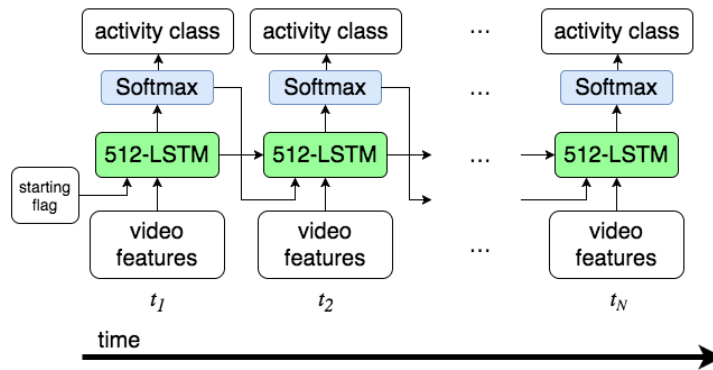 activity class activity class ... activity class
Softmax Softmax ... Softmax
512-LSTM 512-LSTM ... 512-LSTM
starting
flag
video
features
video
features
...
video
features
t1 t2 tN
time